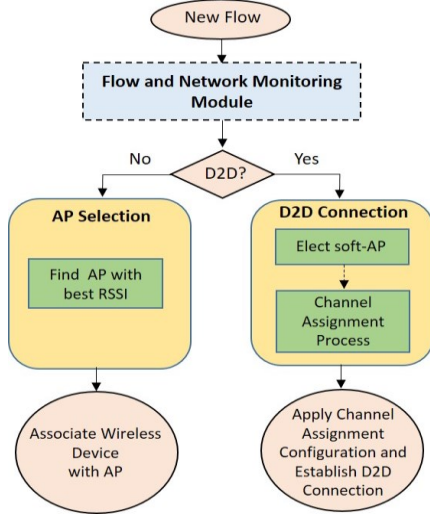 New Flow
Flow and Network Monitoring
Module
No
D2D?
Yes
AP Selection
Find AP with
best RSSI
Associate Wireless
Device
with AP
D2D Connection
Elect soft-AP
Channel
Assignment
Process
Apply Channel
Assignment
Configuration and
Establish D2D
Connection